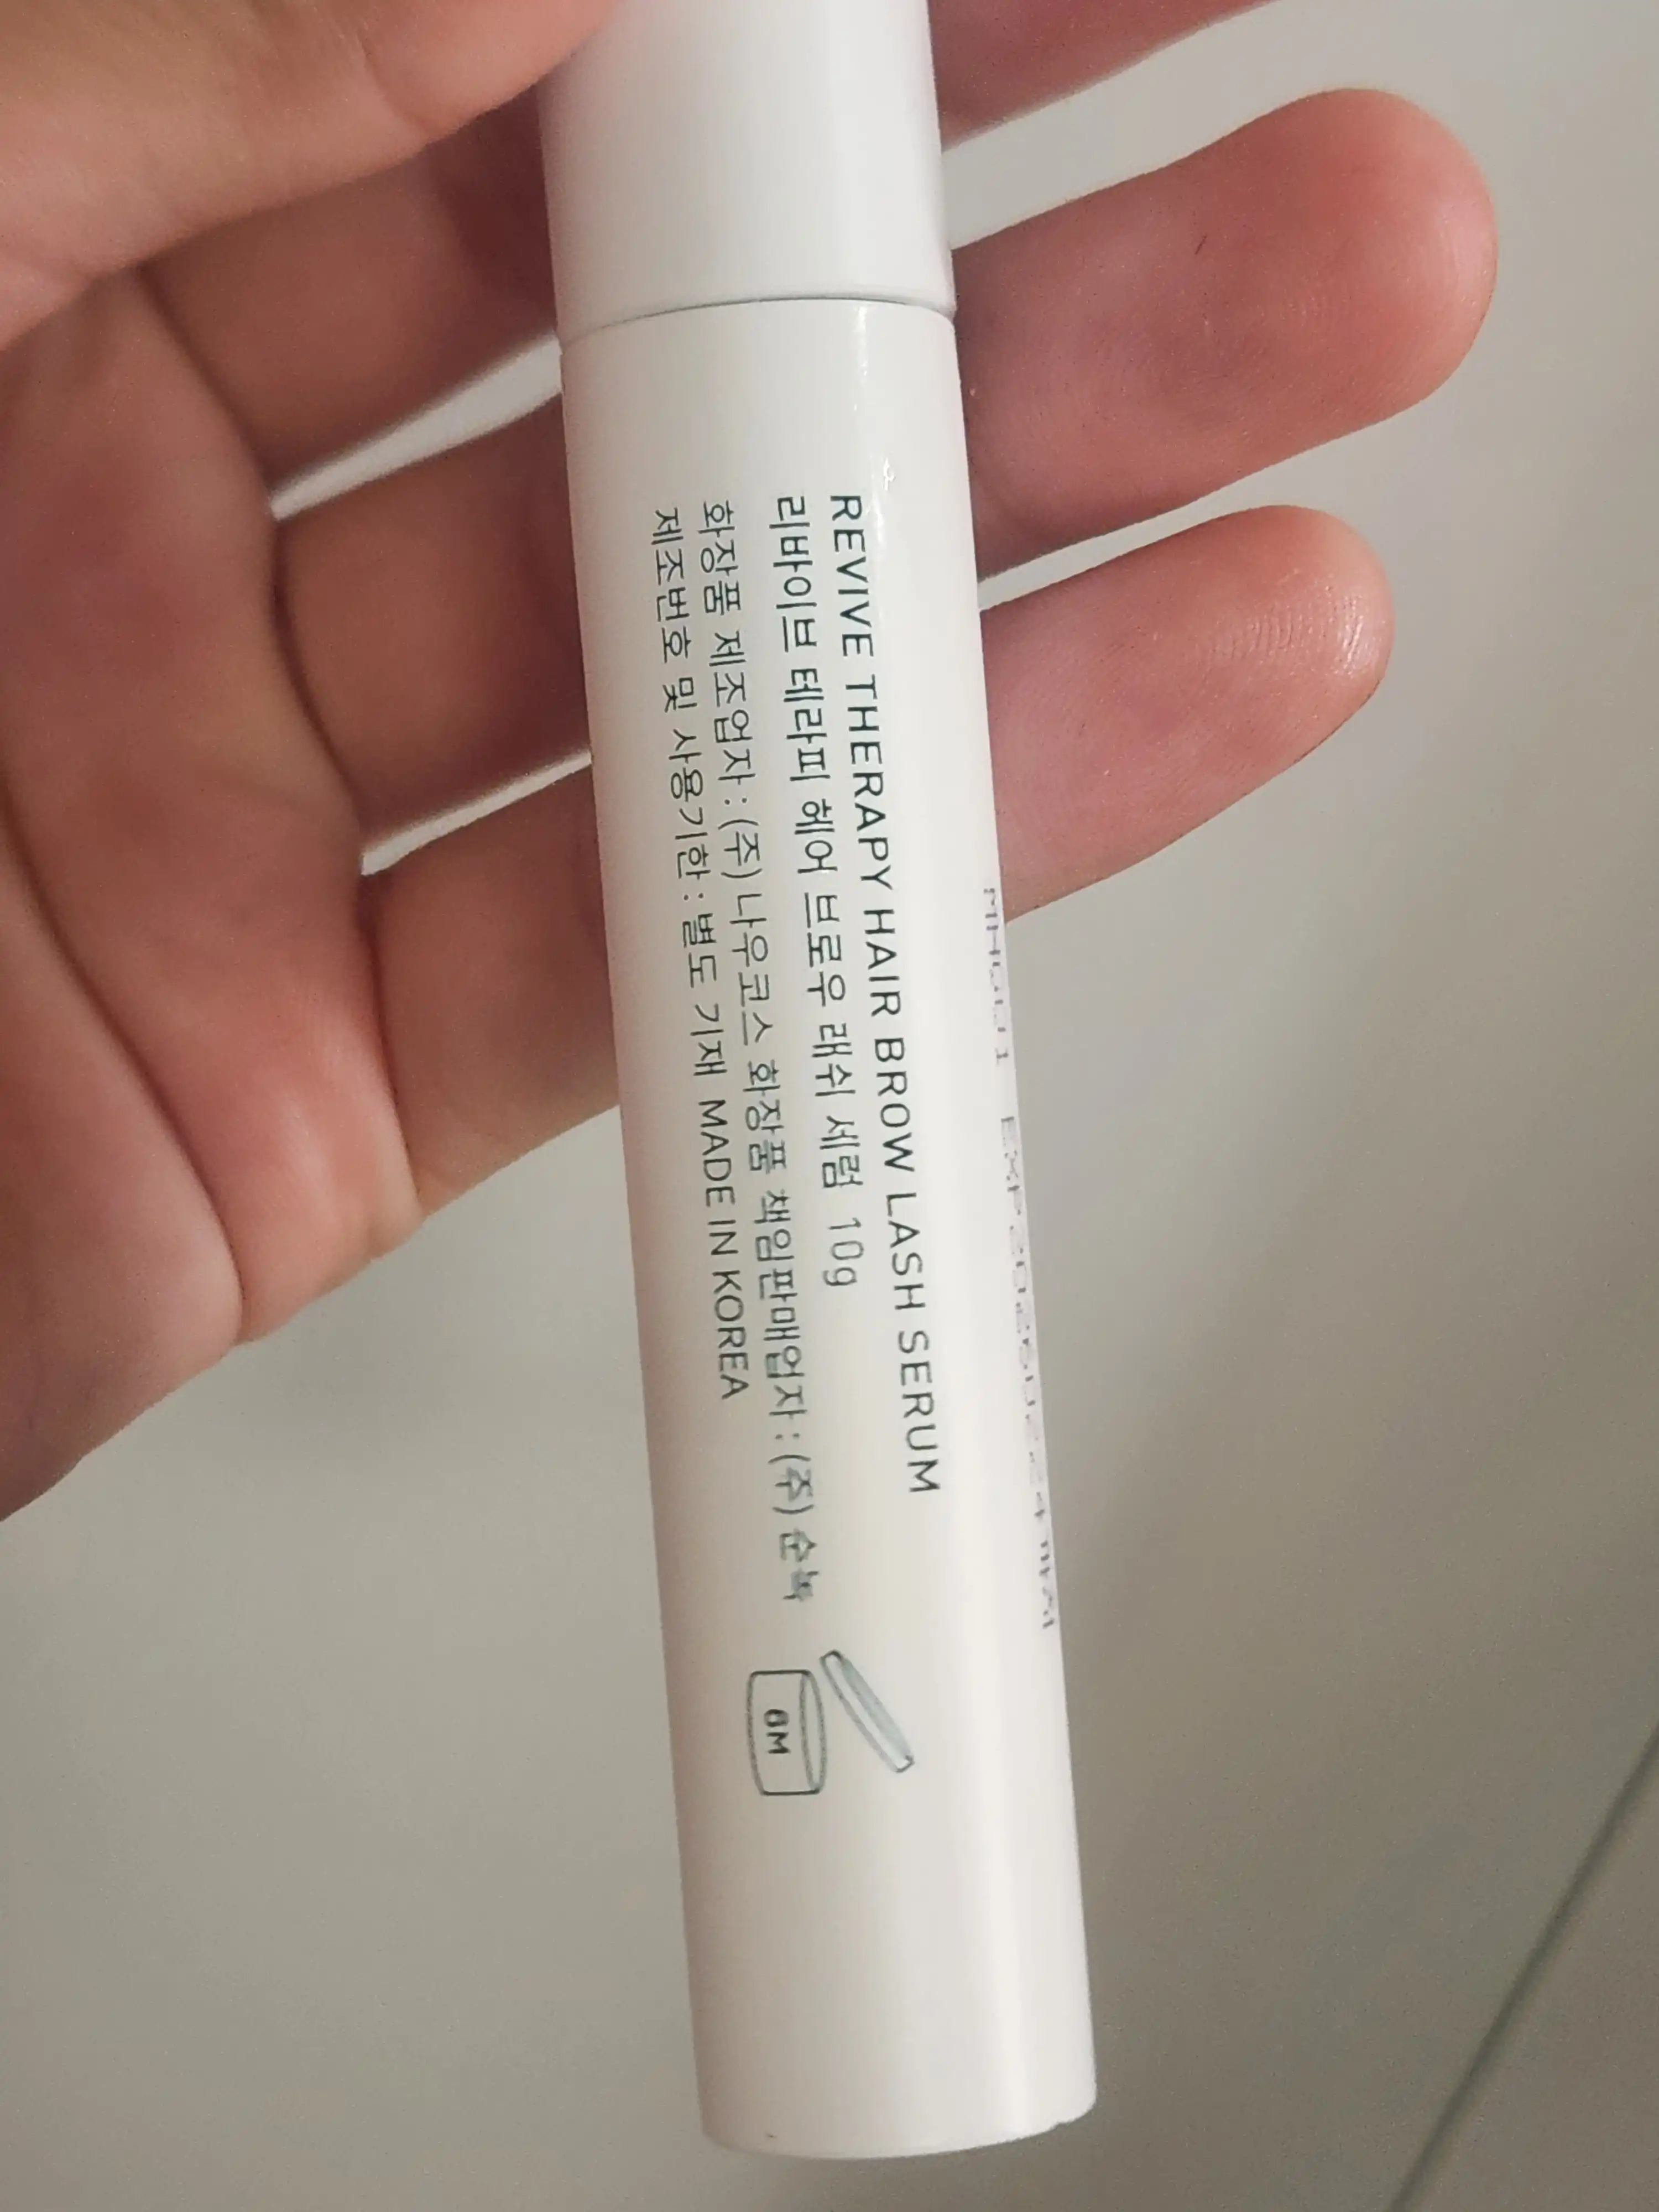 REVIVE THERAPY HAIR BROW LASH SERUM
리바이브 테라피 헤어 브로우 래쉬 세럼 10g
화장품 제조업자 : (주)나우코스 화장품 책임판매업자 : (주)순녹
제조번호 및 사용기한 : 별도 기재 MADE IN KOREA
6M